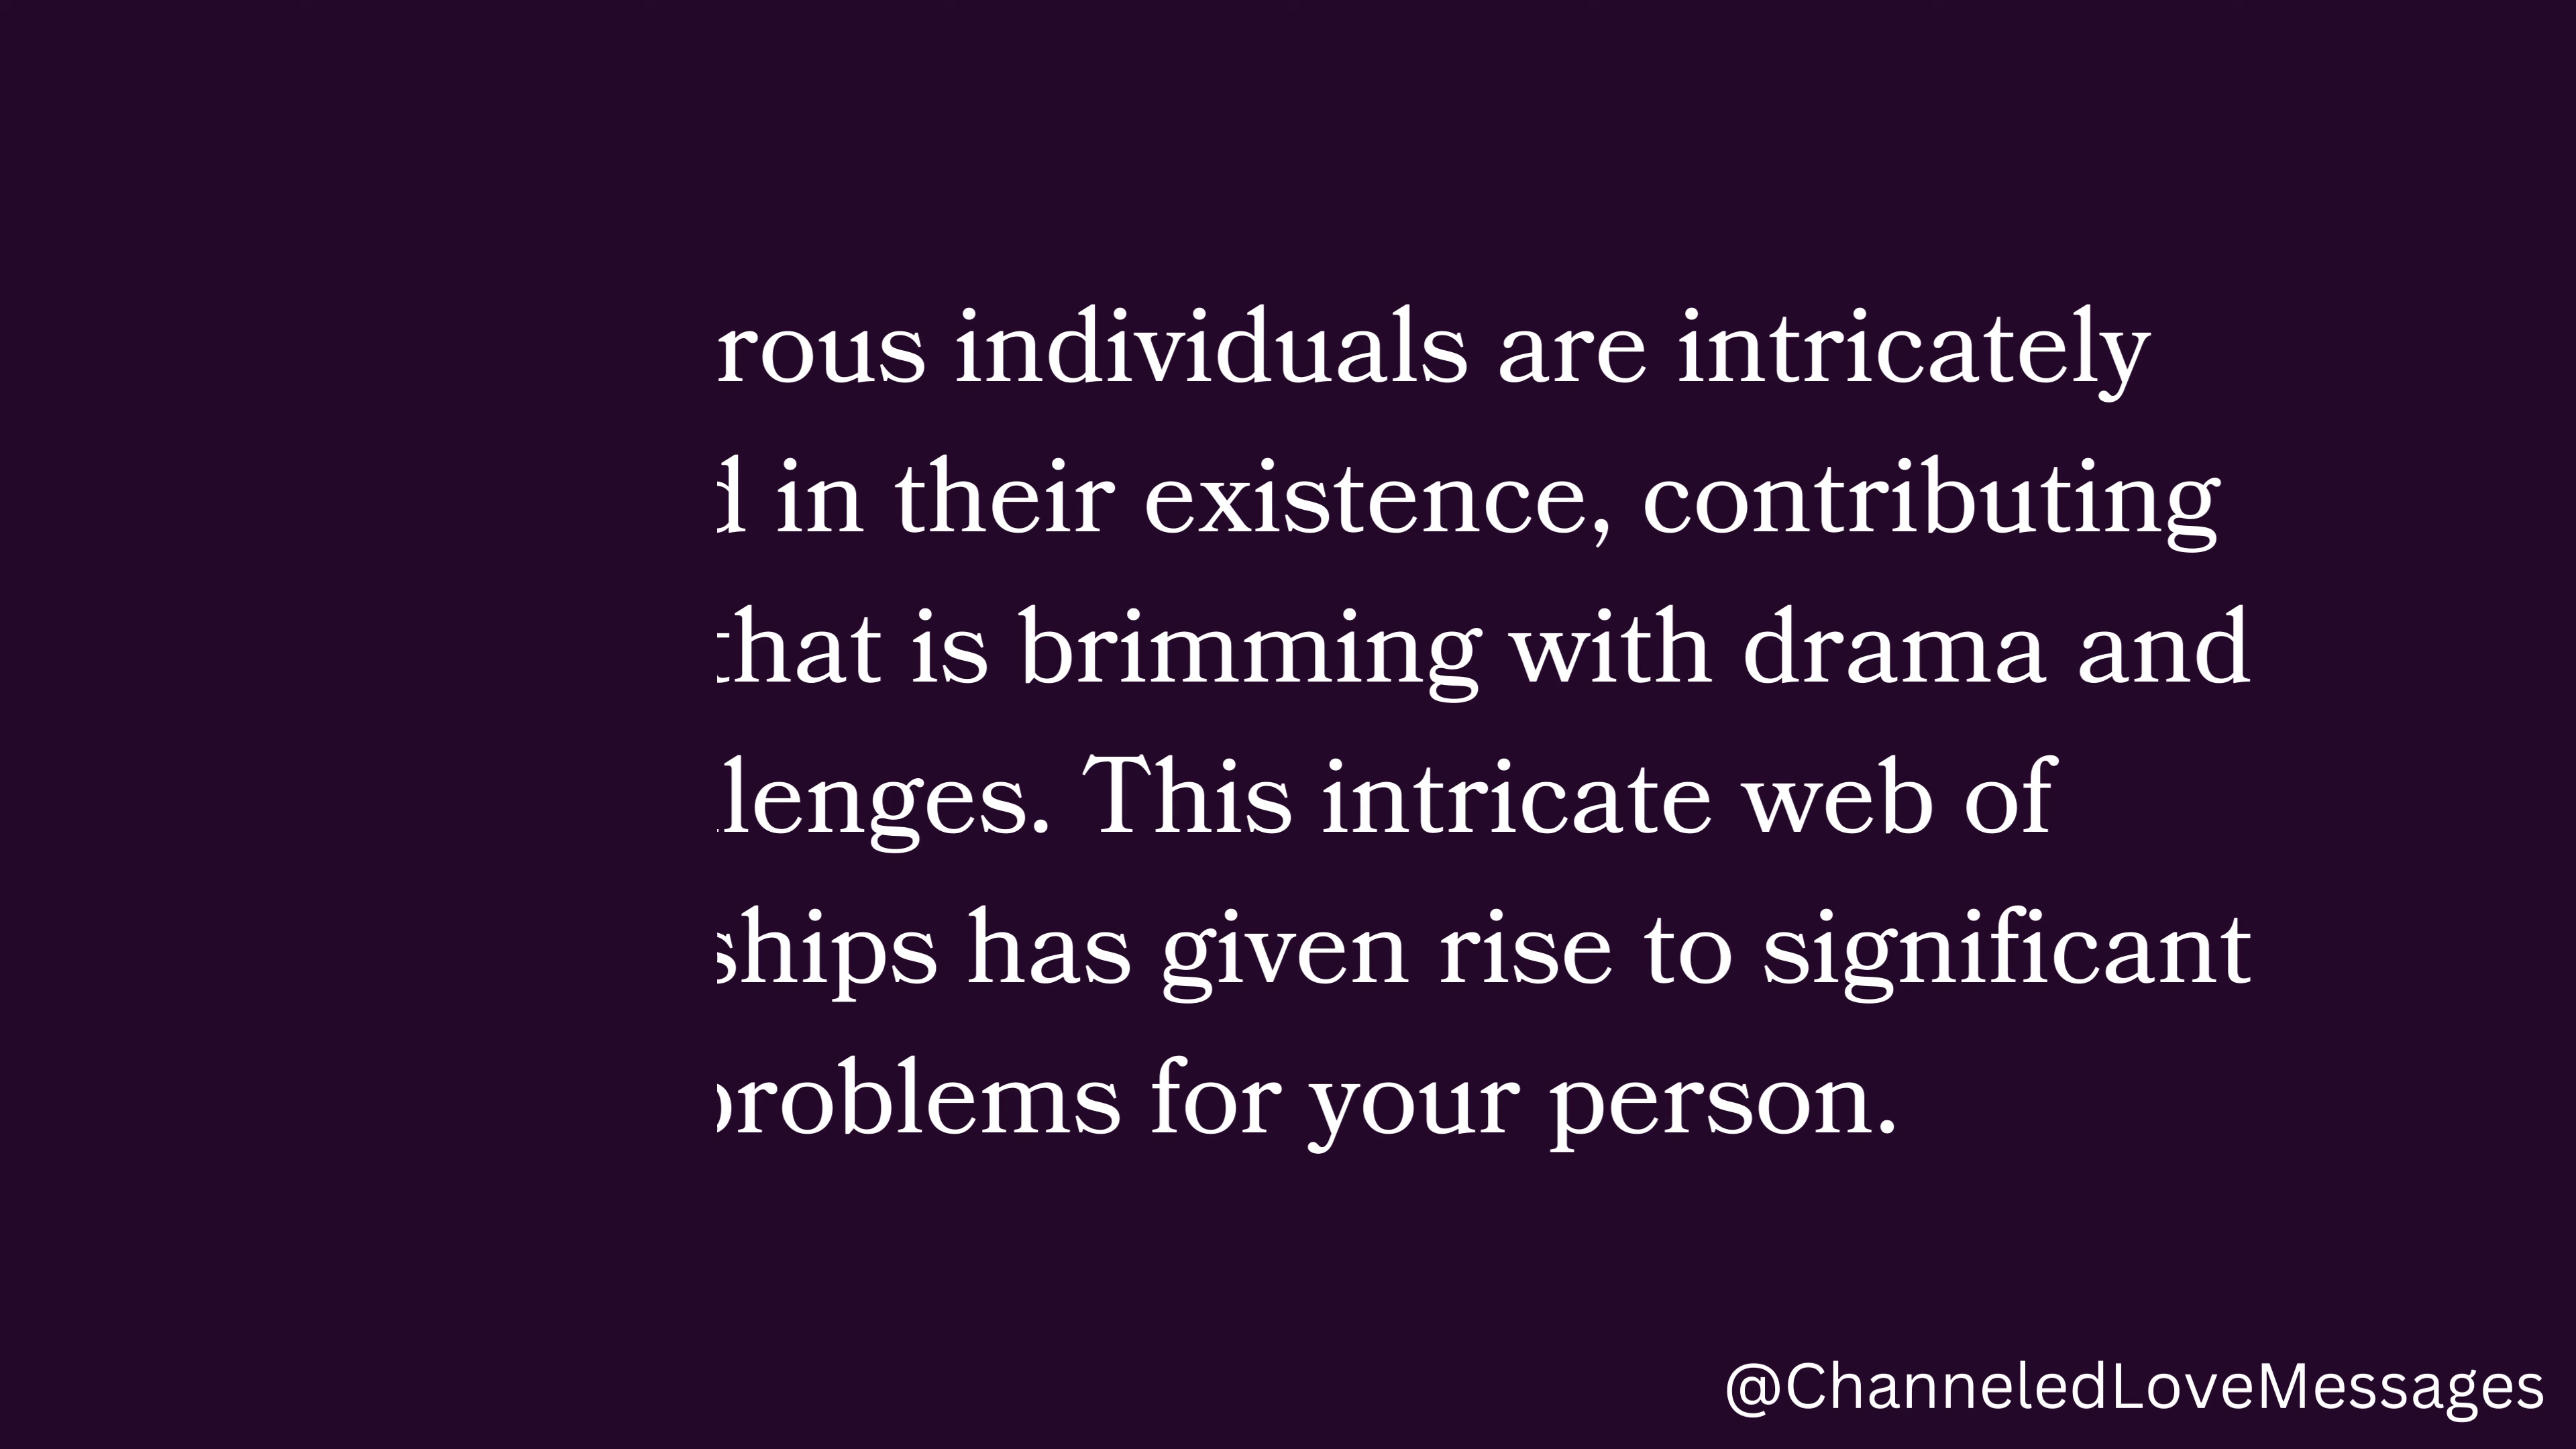 rous individuals are intricately
in their existence, contributing
that is brimming with drama and
lenges. This intricate web of
ships has given rise to significant
problems for your person.
@ChanneledLoveMessages